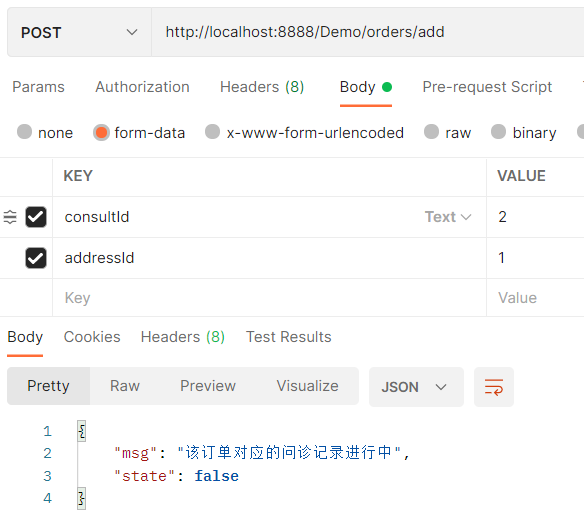 POST http://localhost:8888/Demo/orders/add
Params Authorization Headers (8) Body Pre-request Script
none form-data x-www-form-urlencoded raw binary
KEY VALUE
consultId Text 2
addressId 1
Key Value
Body Cookies Headers (8) Test Results
Pretty Raw Preview Visualize JSON
1 {
2 "msg": "该订单对应的问诊记录进行中",
3 "state": false
4 }